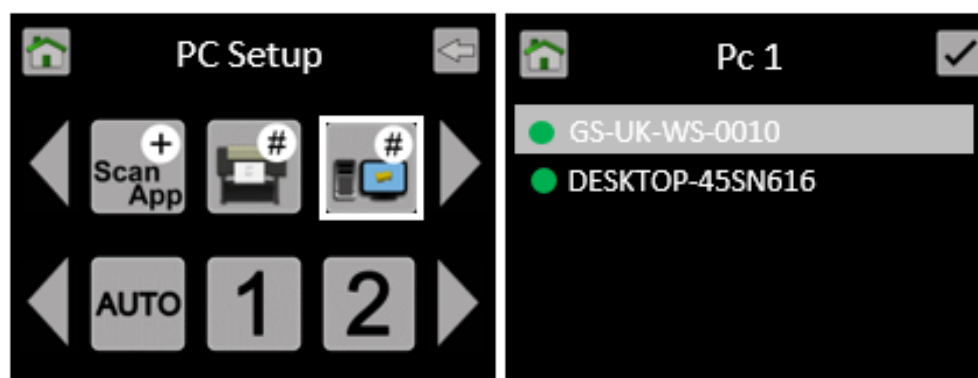 PC Setup
+
Scan
App
#
#
AUTO
1
2
Pc 1
GS-UK-WS-0010
DESKTOP-45SN616